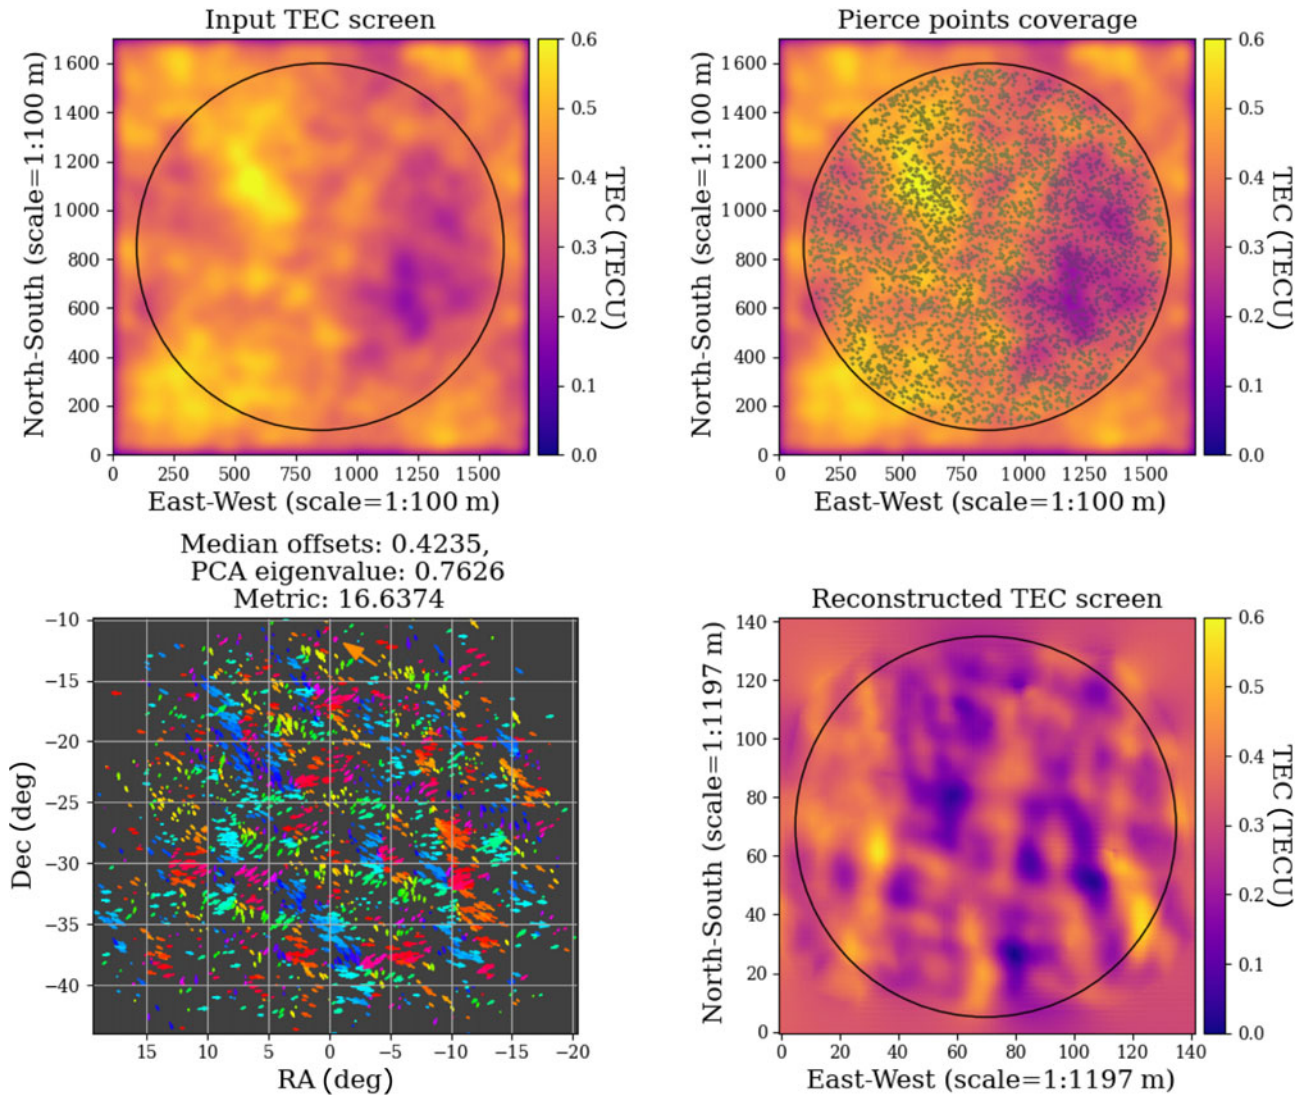 Input TEC screen
North-South (scale=1:100 m)
1600
1400
1200
1000
800
600
400
200
0
0 250 500 750 1000 1250 1500
East-West (scale=1:100 m)
0.6
0.5
0.4
0.3
0.2
0.1
0.0
TEC (TECU)
Pierce points coverage
North-South (scale=1:100 m)
1600
1400
1200
1000
800
600
400
200
0
0 250 500 750 1000 1250 1500
East-West (scale=1:100 m)
0.6
0.5
0.4
0.3
0.2
0.1
0.0
TEC (TECU)
Median offsets: 0.4235,
PCA eigenvalue: 0.7626
Metric: 16.6374
Dec (deg)
−10
−15
−20
−25
−30
−35
−40
15 10 5 0 −5 −10 −15 −20
RA (deg)
Reconstructed TEC screen
North-South (scale=1:1197 m)
140
120
100
80
60
40
20
0
0 20 40 60 80 100 120 140
East-West (scale=1:1197 m)
0.6
0.5
0.4
0.3
0.2
0.1
0.0
TEC (TECU)